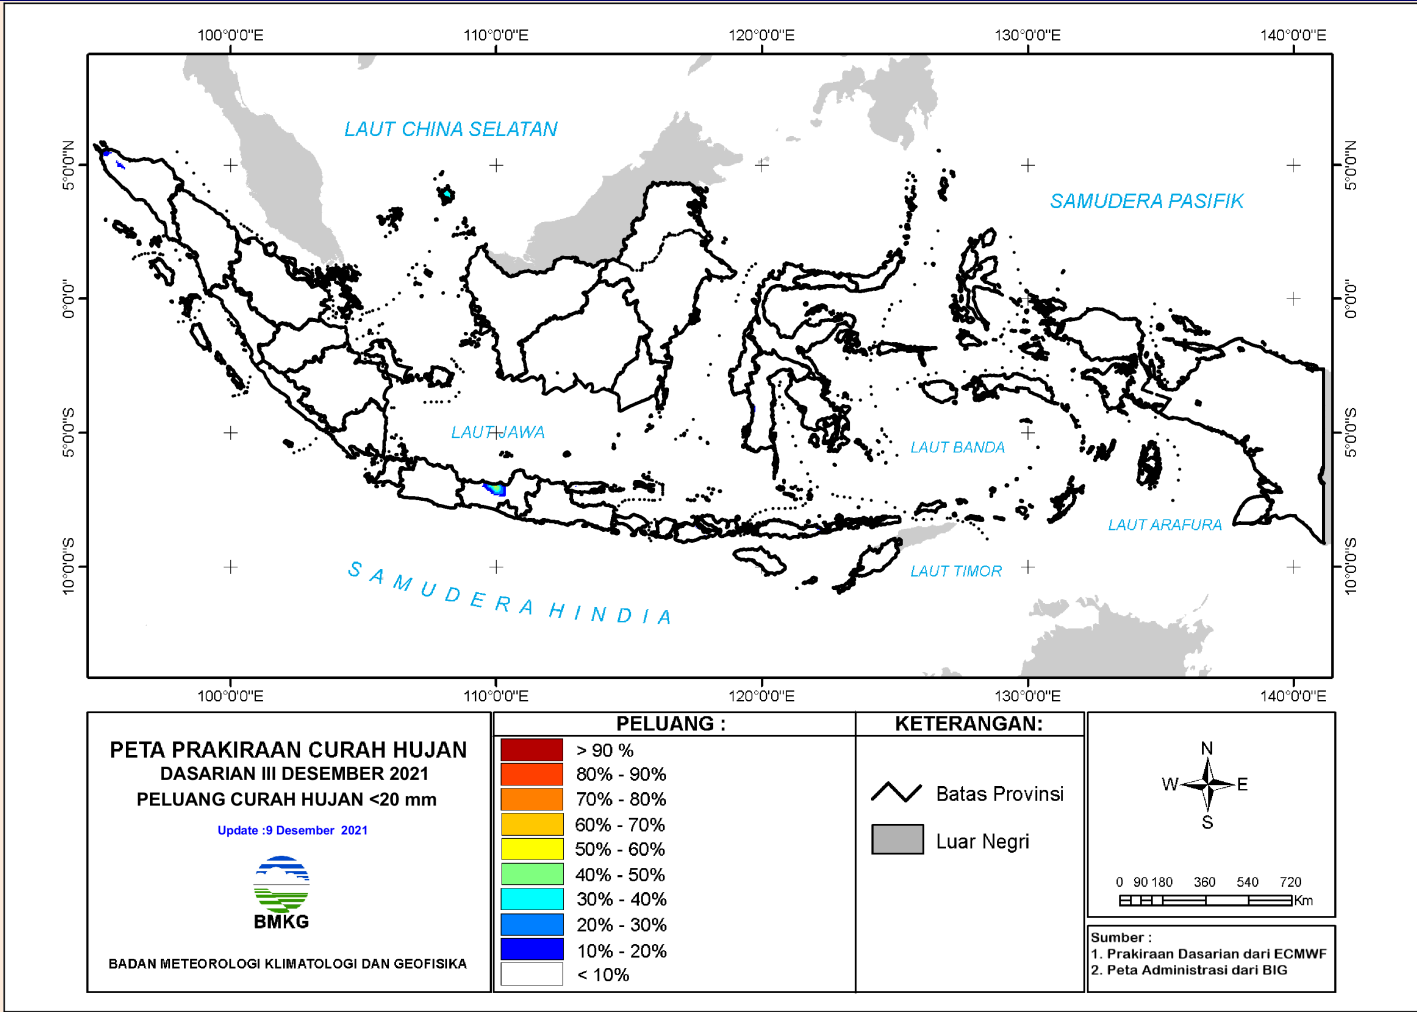 100°0'0"E 110°0'0"E 120°0'0"E 130°0'0"E 140°0'0"E
LAUT CHINA SELATAN
5°0'0"N 5°0'0"N
SAMUDERA PASIFIK
0°0'0" 0°0'0"
5°0'0"S LAUT JAWA 5°0'0"S
LAUT BANDA
LAUT ARAFURA
10°0'0"S LAUT TIMOR 10°0'0"S
SAMUDERA HINDIA
100°0'0"E 110°0'0"E 120°0'0"E 130°0'0"E 140°0'0"E
PETA PRAKIRAAN CURAH HUJAN
DASARIAN III DESEMBER 2021
PELUANG CURAH HUJAN <20 mm
Update :9 Desember 2021
BMKG
BADAN METEOROLOGI KLIMATOLOGI DAN GEOFISIKA
PELUANG :
> 90 %
80% - 90%
70% - 80%
60% - 70%
50% - 60%
40% - 50%
30% - 40%
20% - 30%
10% - 20%
< 10%
KETERANGAN:
Batas Provinsi
Luar Negri
N
W E
S
0 90 180 360 540 720
Km
Sumber :
1. Prakiraan Dasarian dari ECMWF
2. Peta Administrasi dari BIG